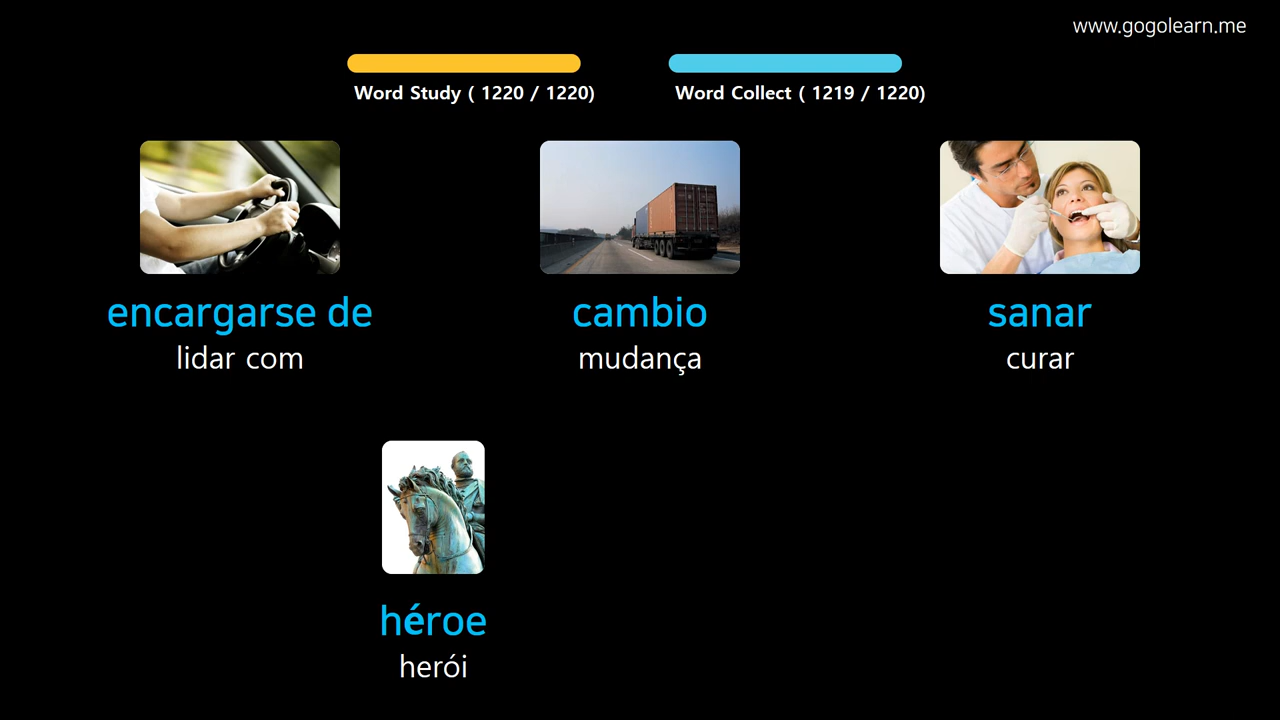 www.gogolearn.me
Word Study ( 1220 / 1220)
Word Collect ( 1219 / 1220)
encargarse de
lidar com
cambio
mudança
sanar
curar
héroe
herói